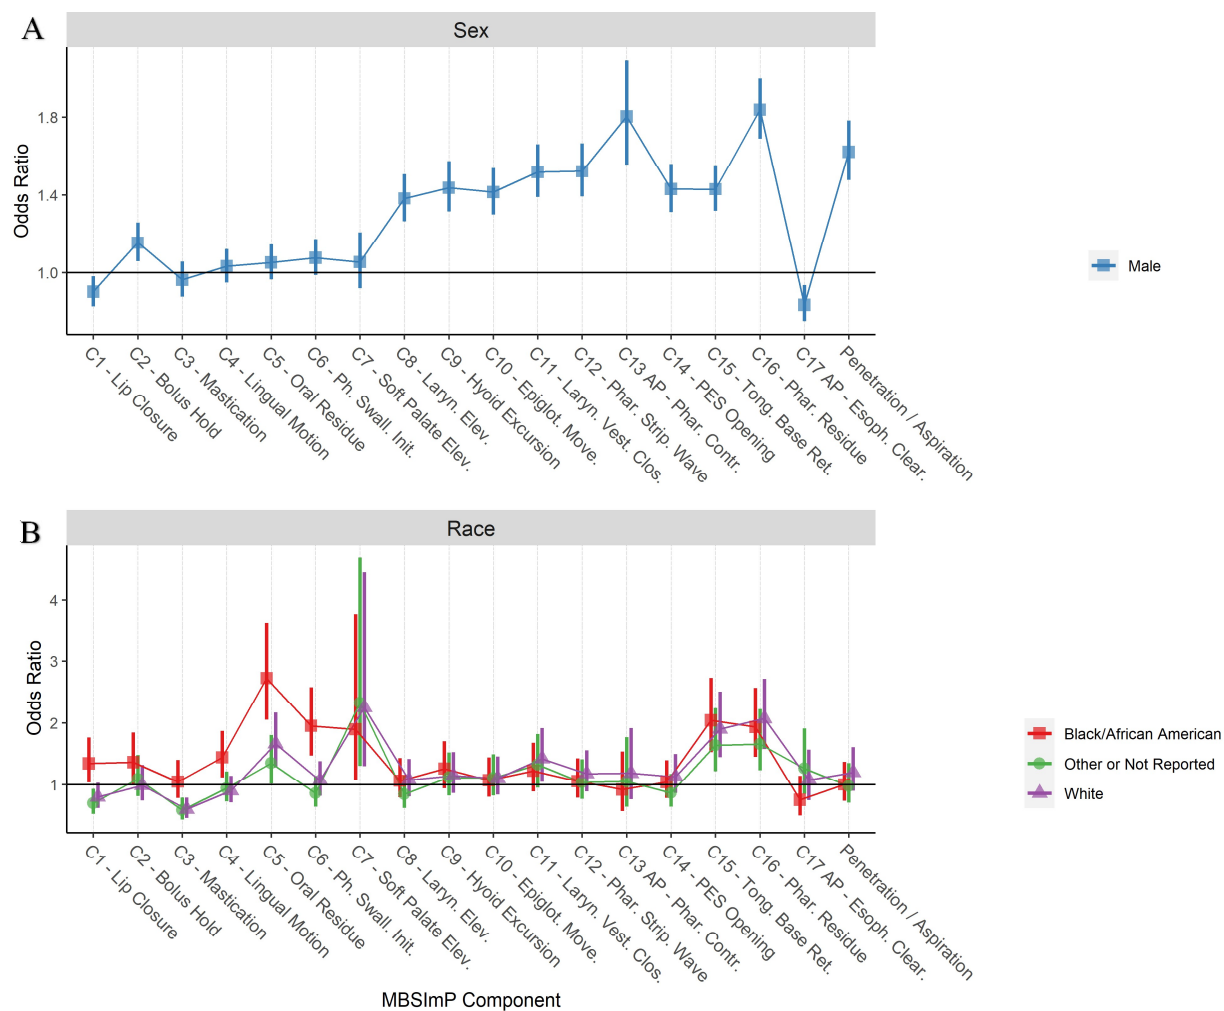 A
Sex
Odds Ratio
1.8
1.4
1.0
C1 - Lip Closure
C2 - Bolus Hold
C3 - Mastication
C4 - Lingual Motion
C5 - Oral Residue
C6 - Ph. Swall. Init.
C7 - Soft Palate Elev.
C8 - Laryn. Elev.
C9 - Hyoid Excursion
C10 - Epiglot. Move.
C11 - Laryn. Vest. Clos.
C12 - Phar. Strip. Wave
C13 AP - Phar. Contr.
C14 - PES Opening
C15 - Tong. Base Ret.
C16 - Phar. Residue
C17 AP - Esoph. Clear.
Penetration / Aspiration
Male
B
Race
Odds Ratio
4
3
2
1
C1 - Lip Closure
C2 - Bolus Hold
C3 - Mastication
C4 - Lingual Motion
C5 - Oral Residue
C6 - Ph. Swall. Init.
C7 - Soft Palate Elev.
C8 - Laryn. Elev.
C9 - Hyoid Excursion
C10 - Epiglot. Move.
C11 - Laryn. Vest. Clos.
C12 - Phar. Strip. Wave
C13 AP - Phar. Contr.
C14 - PES Opening
C15 - Tong. Base Ret.
C16 - Phar. Residue
C17 AP - Esoph. Clear.
Penetration / Aspiration
MBSImP Component
Black/African American
Other or Not Reported
White